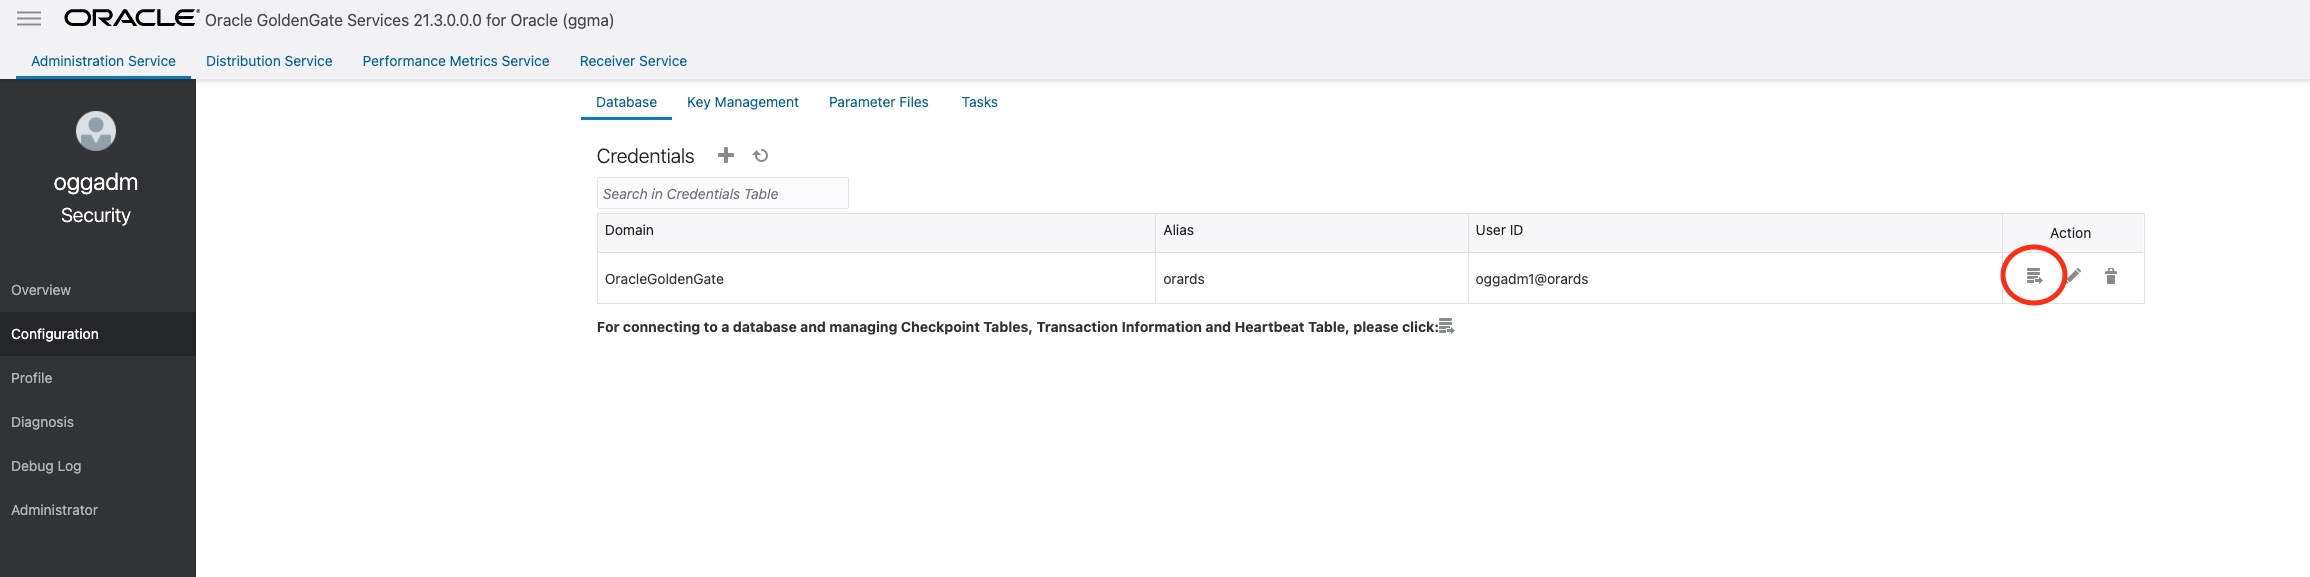 ORACLE Oracle GoldenGate Services 21.3.0.0.0 for Oracle (ggma)
Administration Service Distribution Service Performance Metrics Service Receiver Service
oggadm
Security
Overview
Configuration
Profile
Diagnosis
Debug Log
Administrator
Database Key Management Parameter Files Tasks
Credentials
Search in Credentials Table
Domain Alias User ID Action
OracleGoldenGate orards oggadm1@orards
For connecting to a database and managing Checkpoint Tables, Transaction Information and Heartbeat Table, please click: